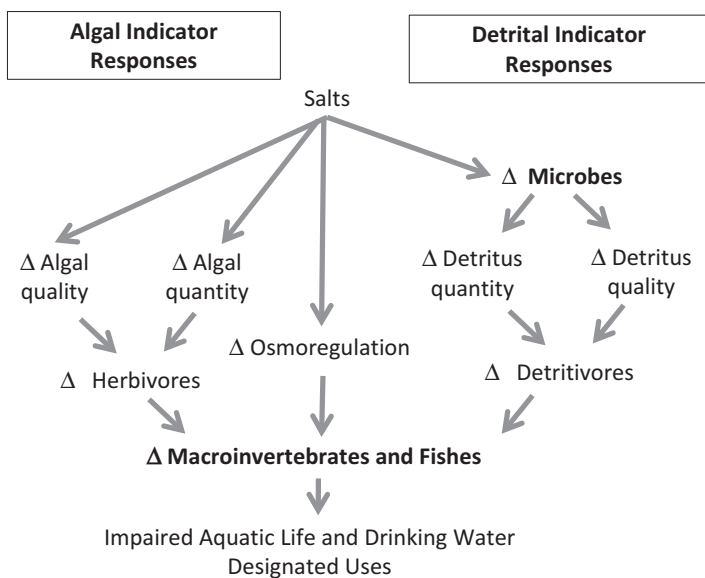 Algal Indicator
Responses
Detrital Indicator
Responses
Salts
Δ Microbes
Δ Algal
quality
Δ Algal
quantity
Δ Detritus
quantity
Δ Detritus
quality
Δ Osmoregulation
Δ Herbivores
Δ Detritivores
Δ Macroinvertebrates and Fishes
Impaired Aquatic Life and Drinking Water
Designated Uses